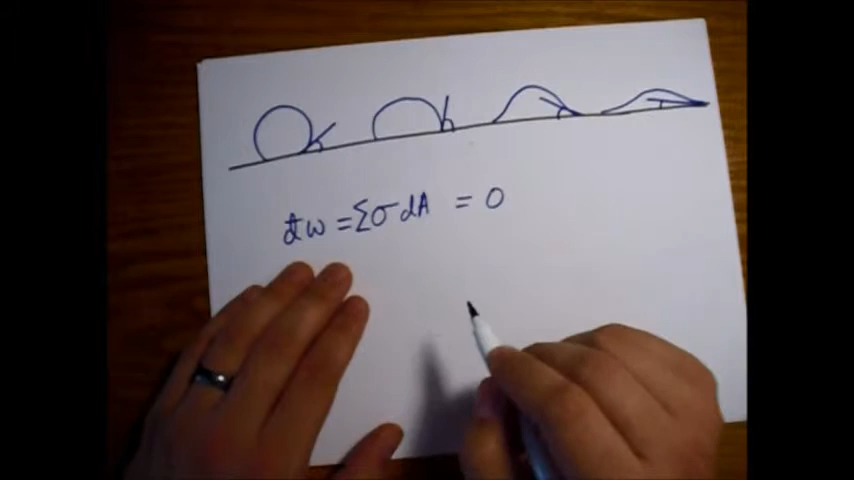 đw = Σσ dA = 0